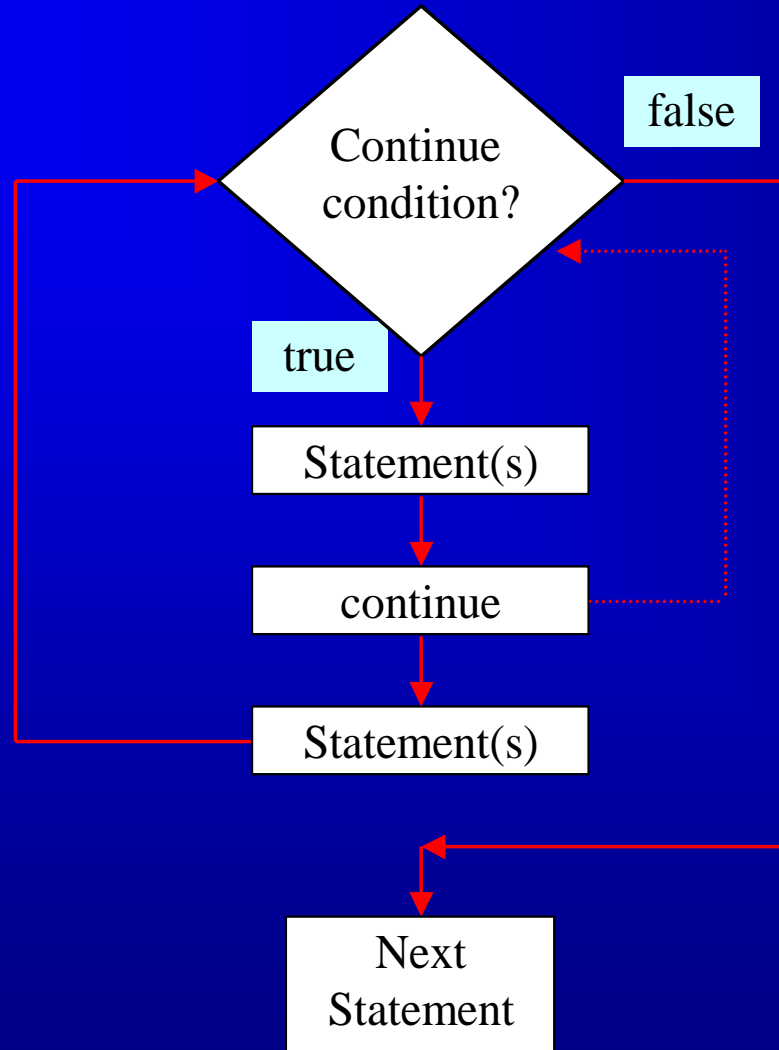 false
Continue
condition?
true
Statement(s)
continue
Statement(s)
Next
Statement